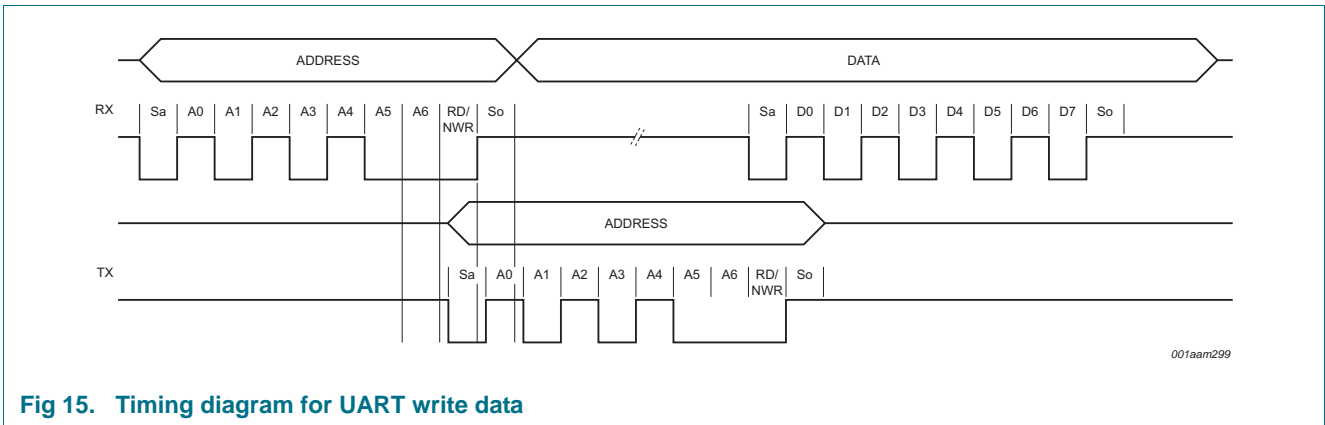 ADDRESS DATA
RX Sa A0 A1 A2 A3 A4 A5 A6 RD/ So Sa D0 D1 D2 D3 D4 D5 D6 D7 So
NWR
ADDRESS
TX Sa A0 A1 A2 A3 A4 A5 A6 RD/ So
NWR
001aam299
Fig 15. Timing diagram for UART write data